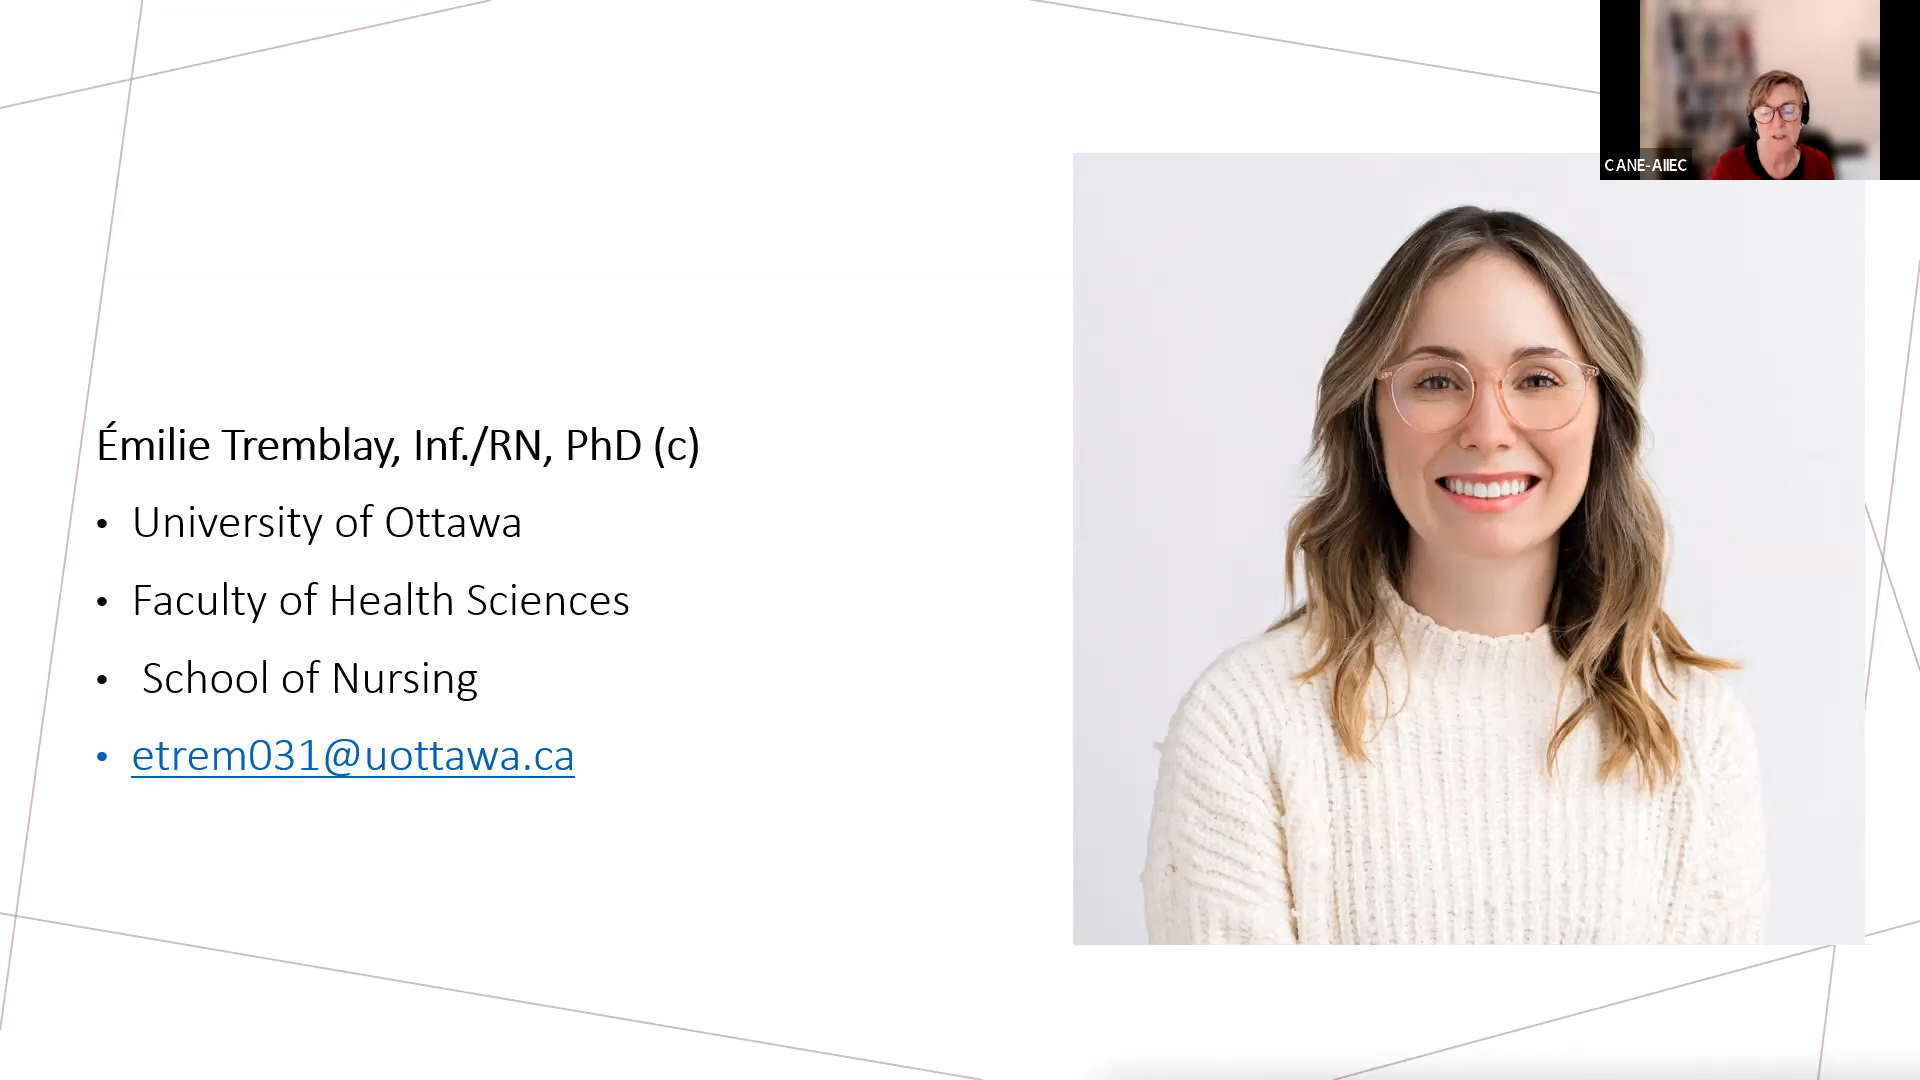 Émilie Tremblay, Inf./RN, PhD (c)
• University of Ottawa
• Faculty of Health Sciences
• School of Nursing
• etrem031@uottawa.ca
CANE-AIIEC